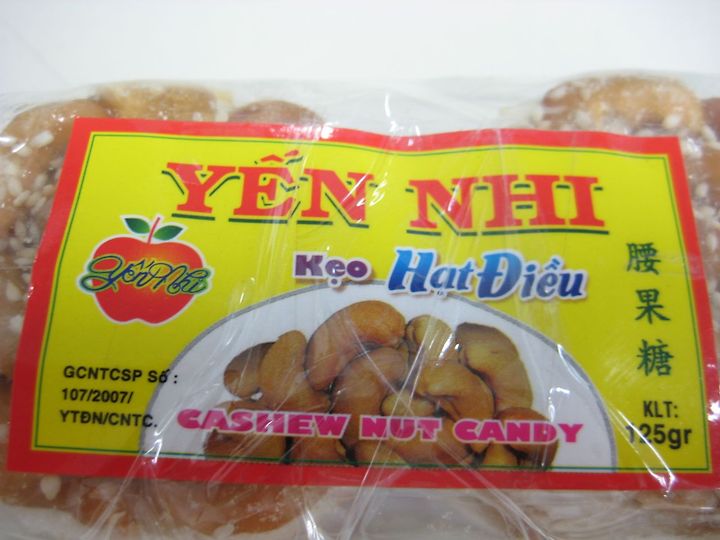 YẾN NHI
Yến Nhi
Kẹo Hạt Điều
腰果糖
GCNTCSP Số :
107/2007/
YTĐN/CNTC.
CASHEW NUT CANDY
KLT:
125gr